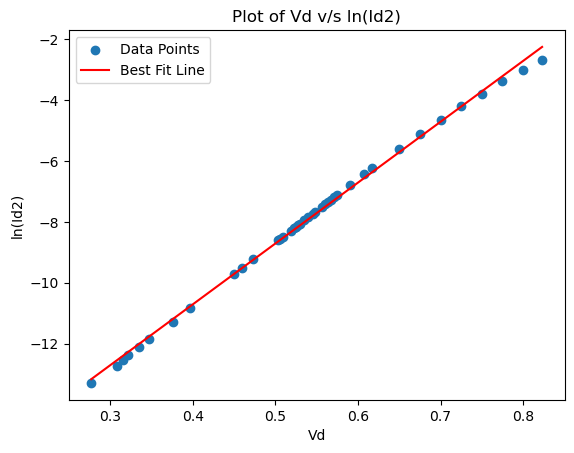 Plot of Vd v/s ln(Id2)
Data Points
Best Fit Line
−2
−4
−6
−8
−10
−12
ln(Id2)
0.3 0.4 0.5 0.6 0.7 0.8
Vd